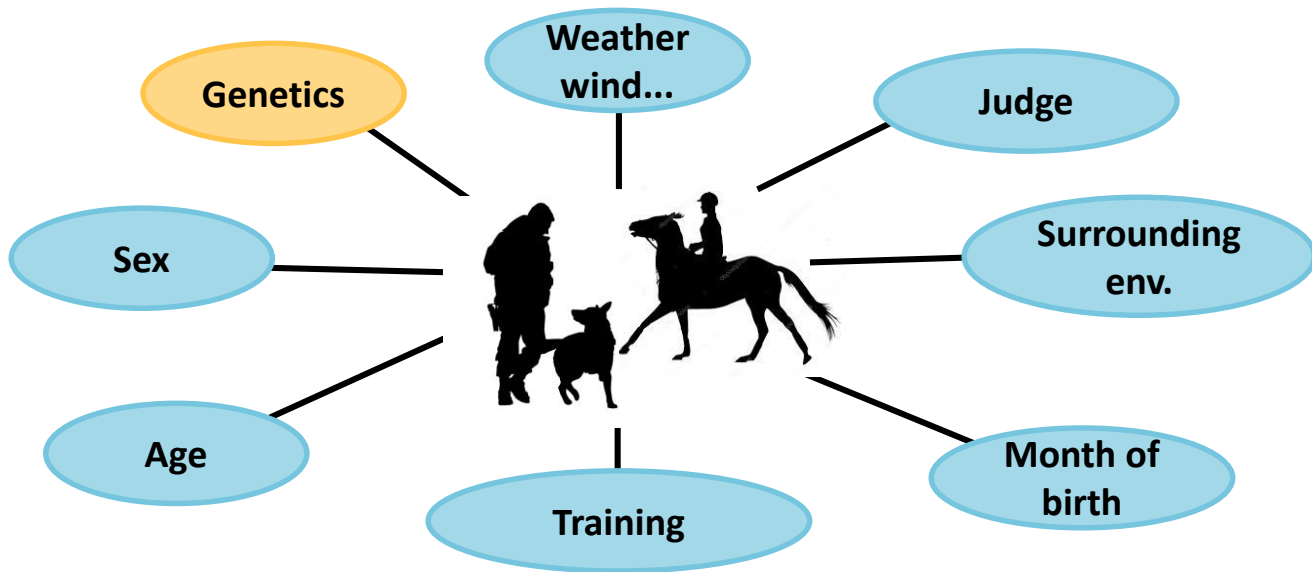 Weather
wind...
Genetics
Judge
Sex
Surrounding
env.
Age
Month of
birth
Training